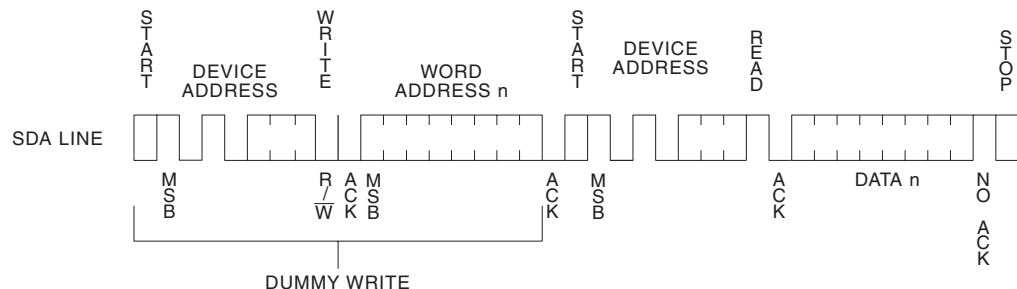 START
WRITE
START
READ
STOP
DEVICE
ADDRESS
WORD
ADDRESS n
DEVICE
ADDRESS
SDA LINE
MSB
R/W
ACK
MSB
ACK
MSB
ACK
DATA n
NO ACK
DUMMY WRITE